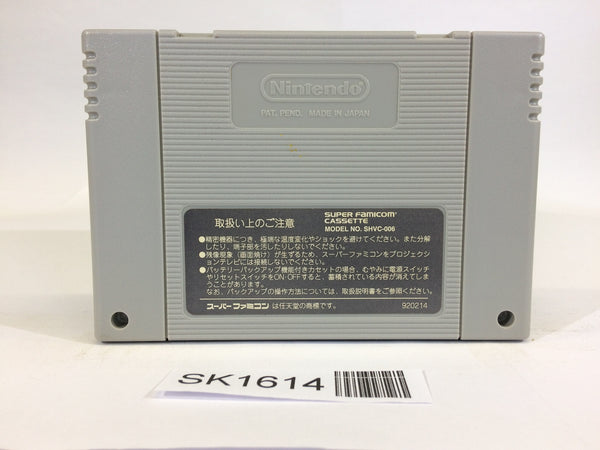 Nintendo
PAT. PEND. MADE IN JAPAN
取扱い上のご注意
SUPER FAMICOM
CASSETTE
MODEL NO. SHVC-006
●精密機器につき、極端な温度変化やショックを避けてください。また分解
したり、端子部を汚したりしないでください。
●残像現象(画面焼け)が生ずるため、スーパーファミコンをプロジェクシ
ョンテレビには接続しないでください。
●バッテリーバックアップ機能付きカセットの場合、むやみに電源スイッチ
やリセットスイッチをON・OFFすると、蓄積されている内容が消えてしま
うことがあります。
なお、バックアップの操作方法については、取扱説明書をご参照ください。
スーパーファミコン は任天堂の商標です。
920214
SK1614